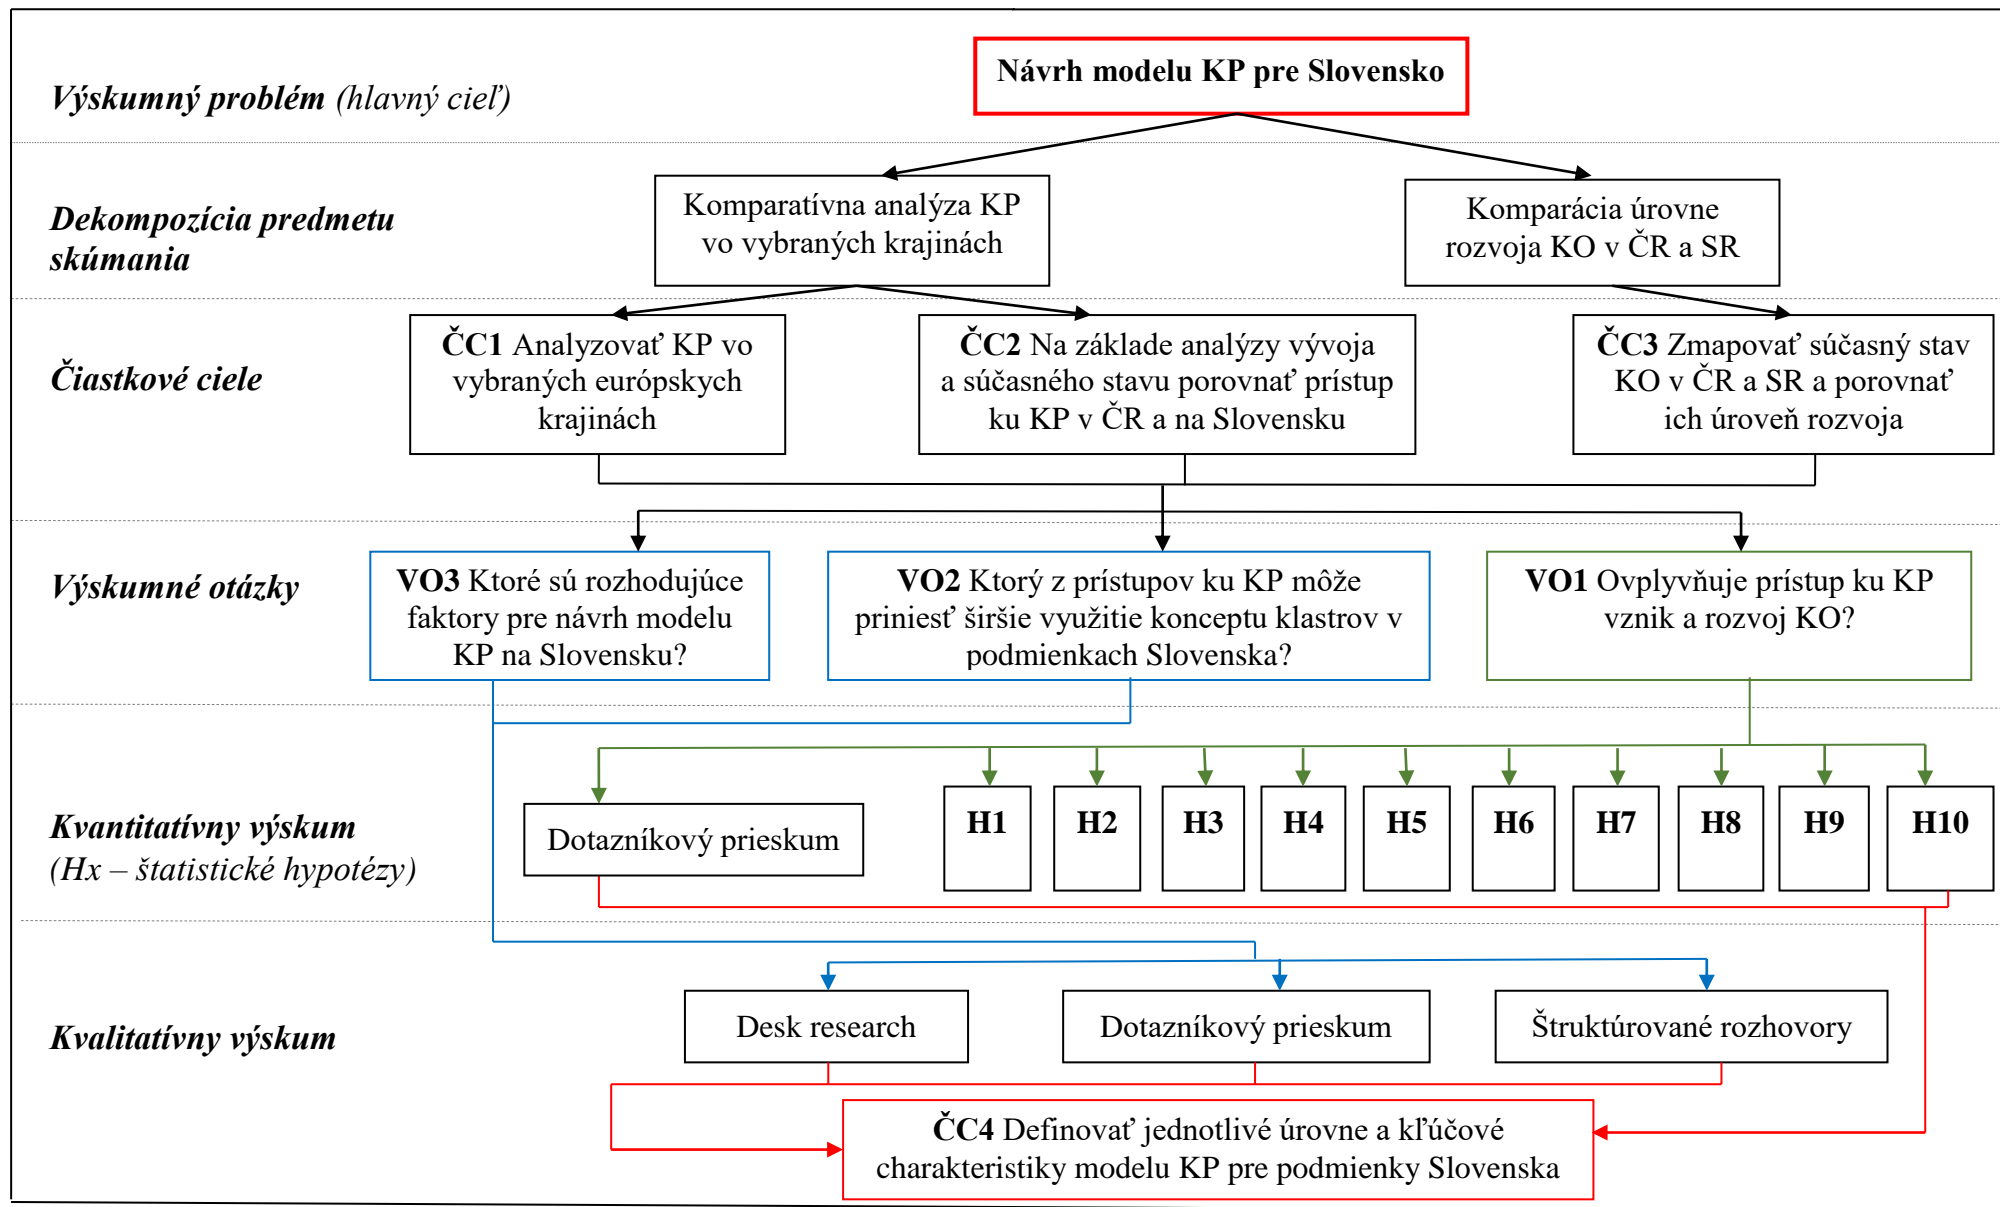 Návrh modelu KP pre Slovensko
Výskumný problém (hlavný cieľ)
Dekompozícia predmetu
skúmania
Komparatívna analýza KP
vo vybraných krajinách
Komparácia úrovne
rozvoja KO v ČR a SR
Čiastkové ciele
ČC1 Analyzovať KP vo
vybraných európskych
krajinách
ČC2 Na základe analýzy vývoja
a súčasného stavu porovnať prístup
ku KP v ČR a na Slovensku
ČC3 Zmapovať súčasný stav
KO v ČR a SR a porovnať
ich úroveň rozvoja
Výskumné otázky
VO3 Ktoré sú rozhodujúce
faktory pre návrh modelu
KP na Slovensku?
VO2 Ktorý z prístupov ku KP môže
priniesť širšie využitie konceptu klastrov v
podmienkach Slovenska?
VO1 Ovplyvňuje prístup ku KP
vznik a rozvoj KO?
Kvantitatívny výskum
(Hx – štatistické hypotézy)
Dotazníkový prieskum
H1
H2
H3
H4
H5
H6
H7
H8
H9
H10
Kvalitatívny výskum
Desk research
Dotazníkový prieskum
Štruktúrované rozhovory
ČC4 Definovať jednotlivé úrovne a kľúčové
charakteristiky modelu KP pre podmienky Slovenska